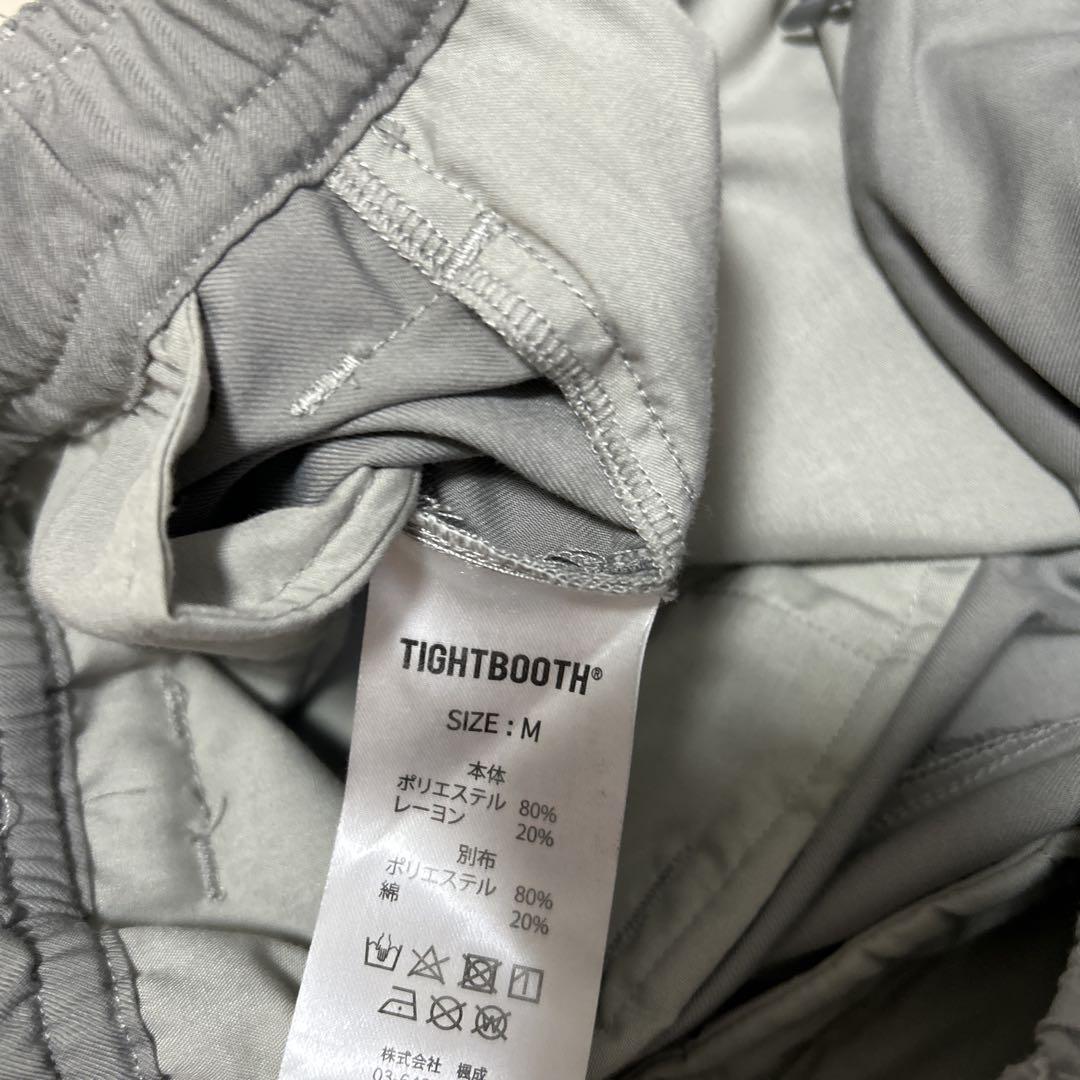 TIGHTBOOTH®
SIZE : M
本体
ポリエステル 80%
レーヨン 20%
別布
ポリエステル 80%
綿 20%
W
株式会社 楓成